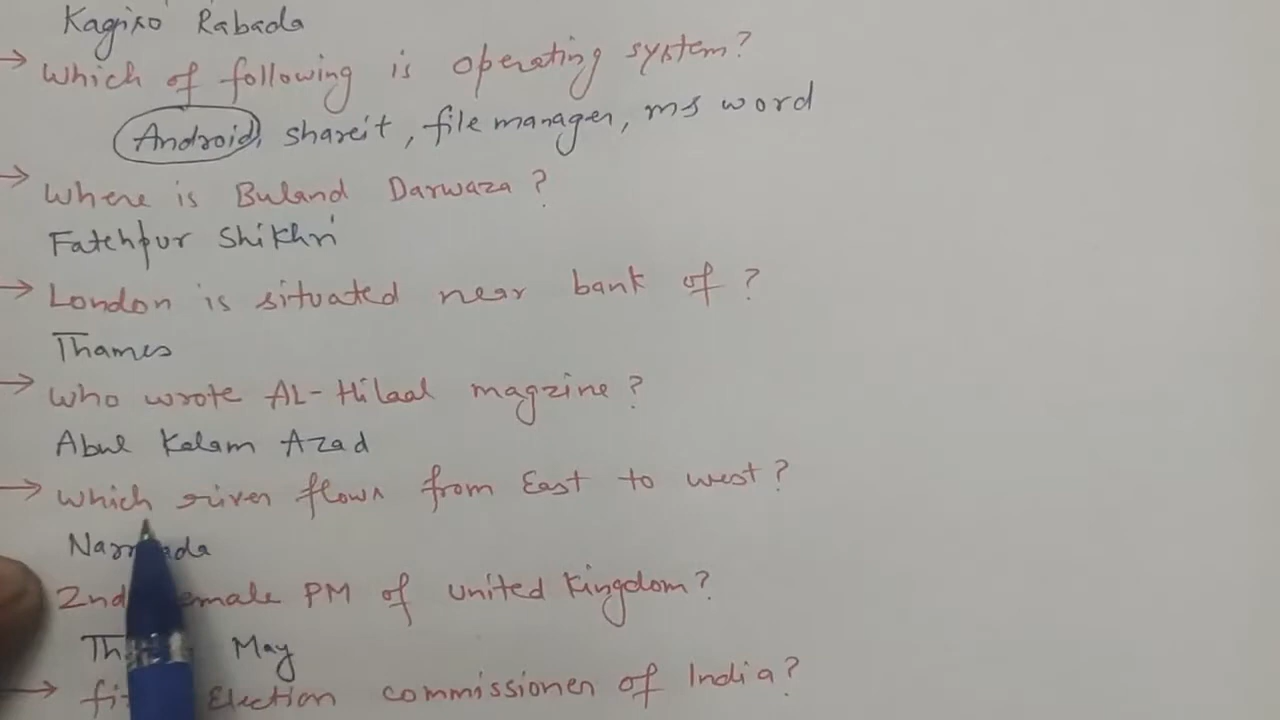 Kagiso Rabada
→ Which of following is operating system?
Android, shareit, file manager, ms word
→ Where is Buland Darwaza?
Fatehpur Shikhri
→ London is situated near bank of?
Thames
→ Who wrote AL-Hilaal magzine?
Abul Kalam Azad
→ Which river flows from East to west?
2nd PM of united Kingdom?
May
→ Election commissioner of India?